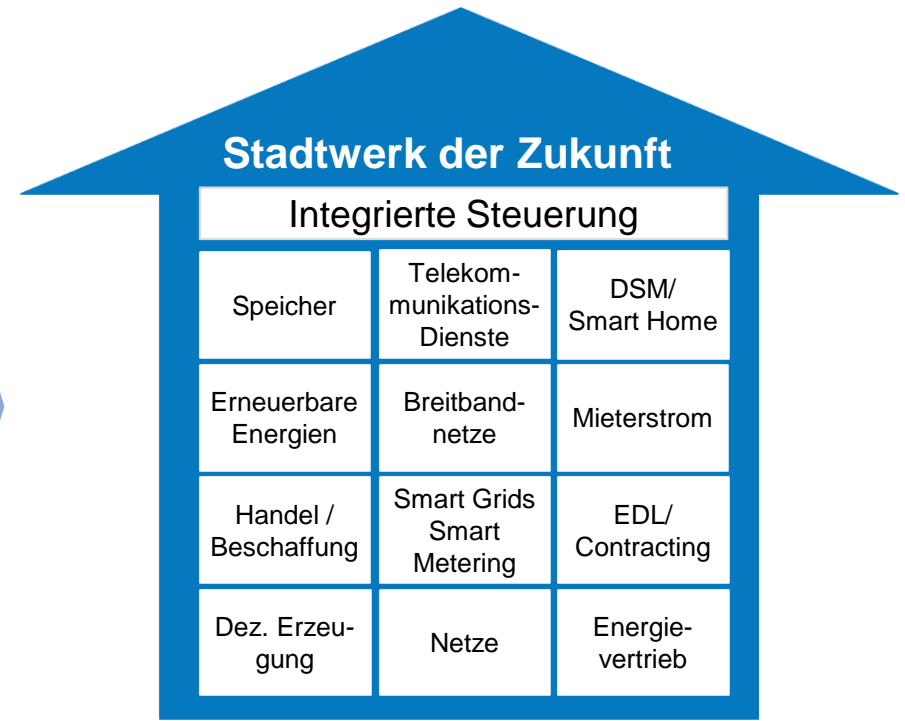 Stadtwerk der Zukunft
Integrierte Steuerung
Speicher
Telekom-
munikations-
Dienste
DSM/
Smart Home
Erneuerbare
Energien
Breitband-
netze
Mieterstrom
Handel /
Beschaffung
Smart Grids
Smart
Metering
EDL/
Contracting
Dez. Erzeu-
gung
Netze
Energie-
vertrieb